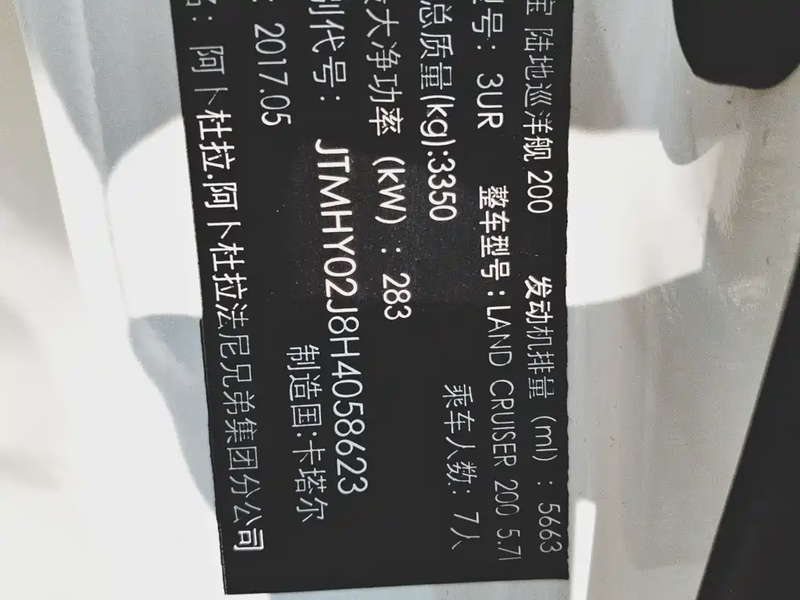 陆地巡洋舰 200 发动机排量（ml）: 5663
型号: 3UR 整车型号:LAND CRUISER 200 5.7l
总质量(kg):3350 乘车人数: 7人
大净功率（kW）: 283
别代号: JTMHY02J8H4058623
: 2017.05 制造国:卡塔尔
: 阿卜杜拉.阿卜杜拉法尼兄弟集团分公司